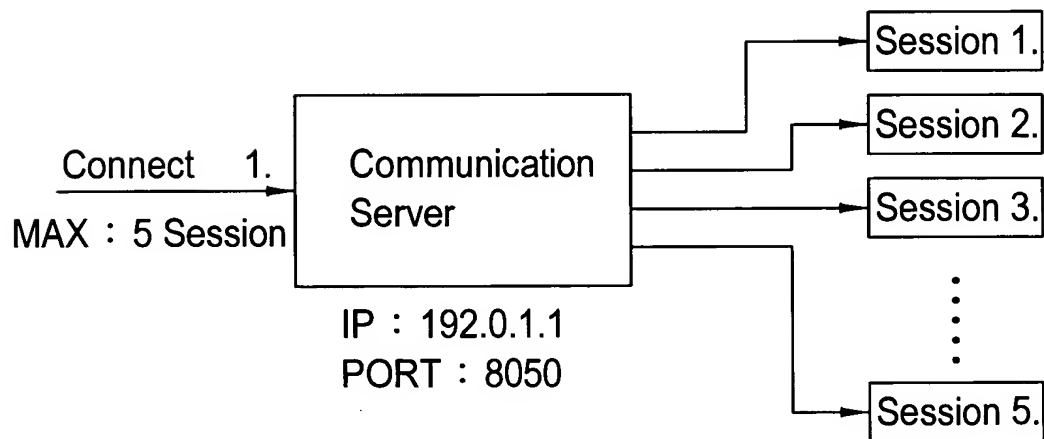 Connect 1.
MAX : 5 Session
Communication
Server
IP : 192.0.1.1
PORT : 8050
Session 1.
Session 2.
Session 3.
Session 5.